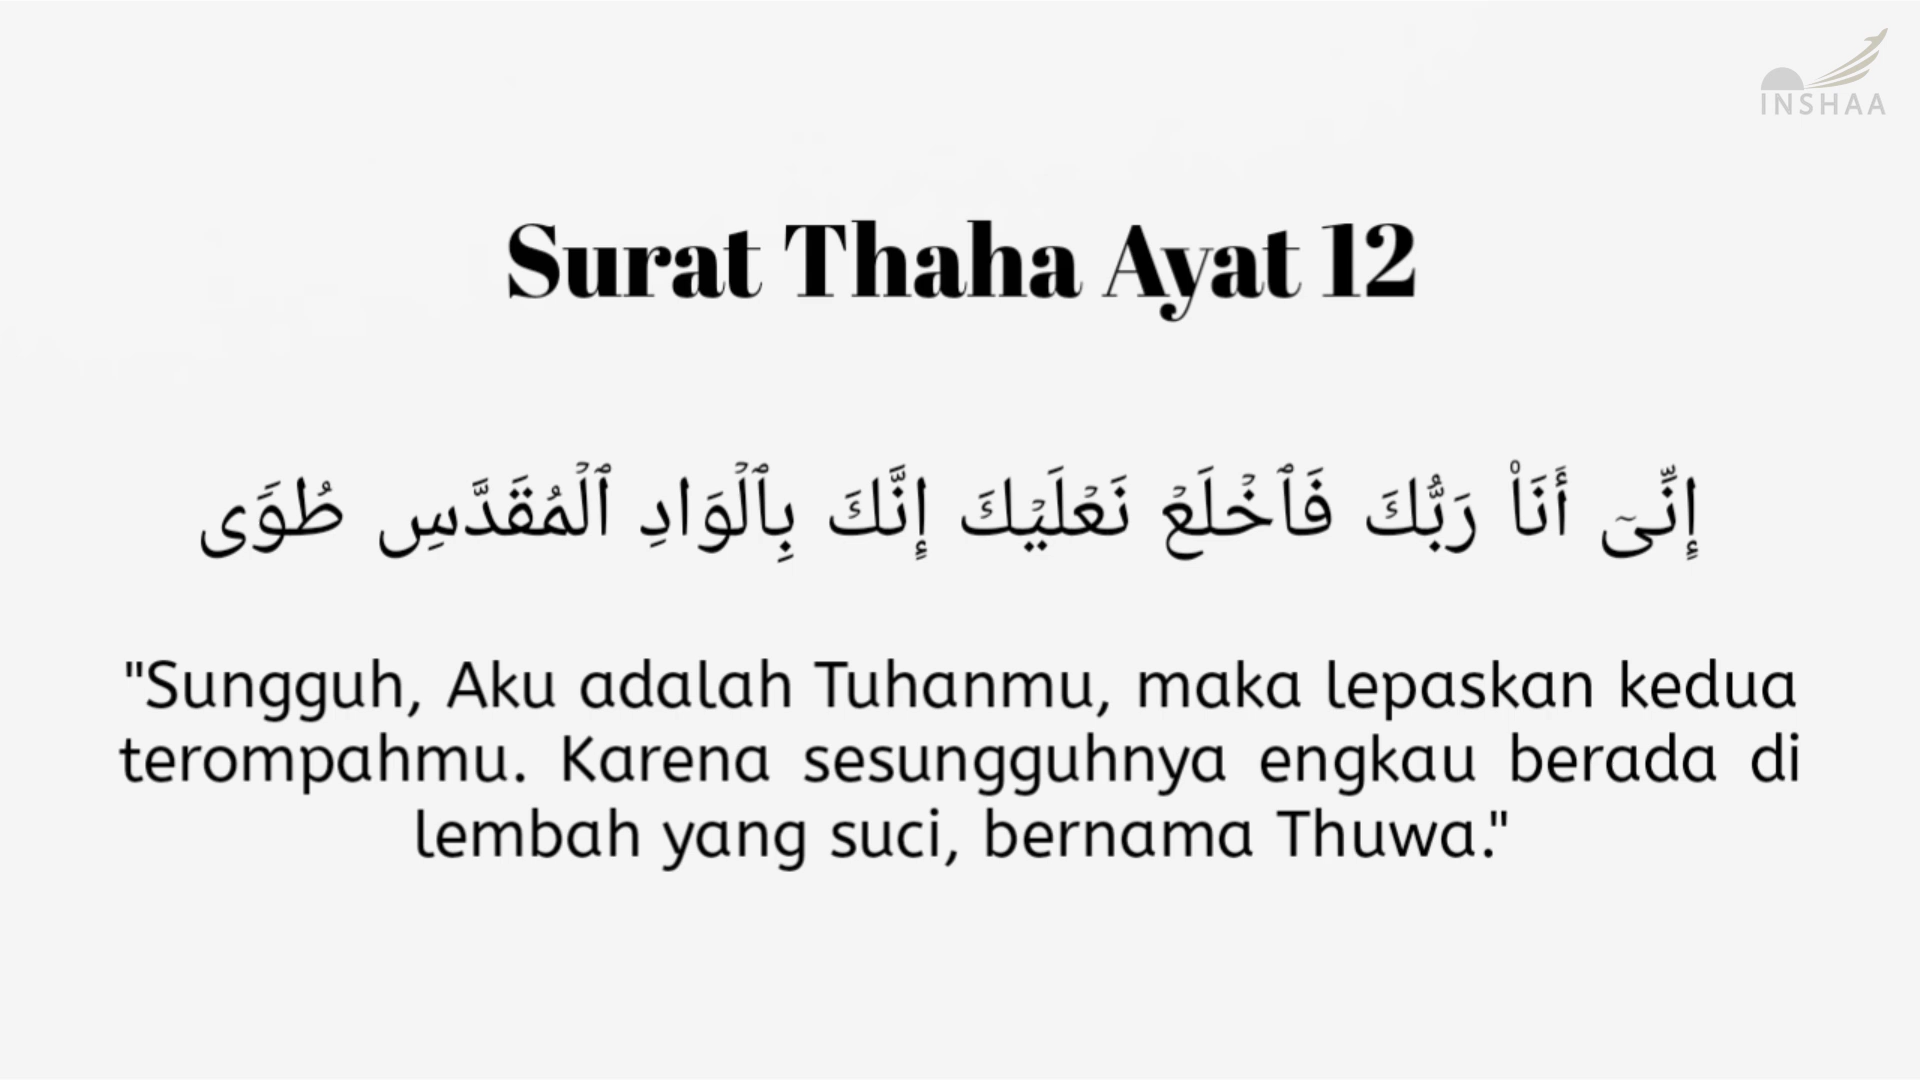 INSHAA
Surat Thaha Ayat 12
إِنِّىٓ أَنَا۠ رَبُّكَ فَٱخْلَعْ نَعْلَيْكَ إِنَّكَ بِٱلْوَادِ ٱلْمُقَدَّسِ طُوَى
"Sungguh, Aku adalah Tuhanmu, maka lepaskan kedua
terompahmu. Karena sesungguhnya engkau berada di
lembah yang suci, bernama Thuwa."